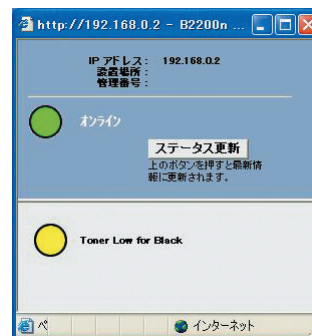 http://192.168.0.2 - B2200n ...
IP アドレス： 192.168.0.2
設置場所：
管理番号：
オンライン
ステータス更新
上のボタンを押すと最新情
報に更新されます。
Toner Low for Black
ペ
インターネット